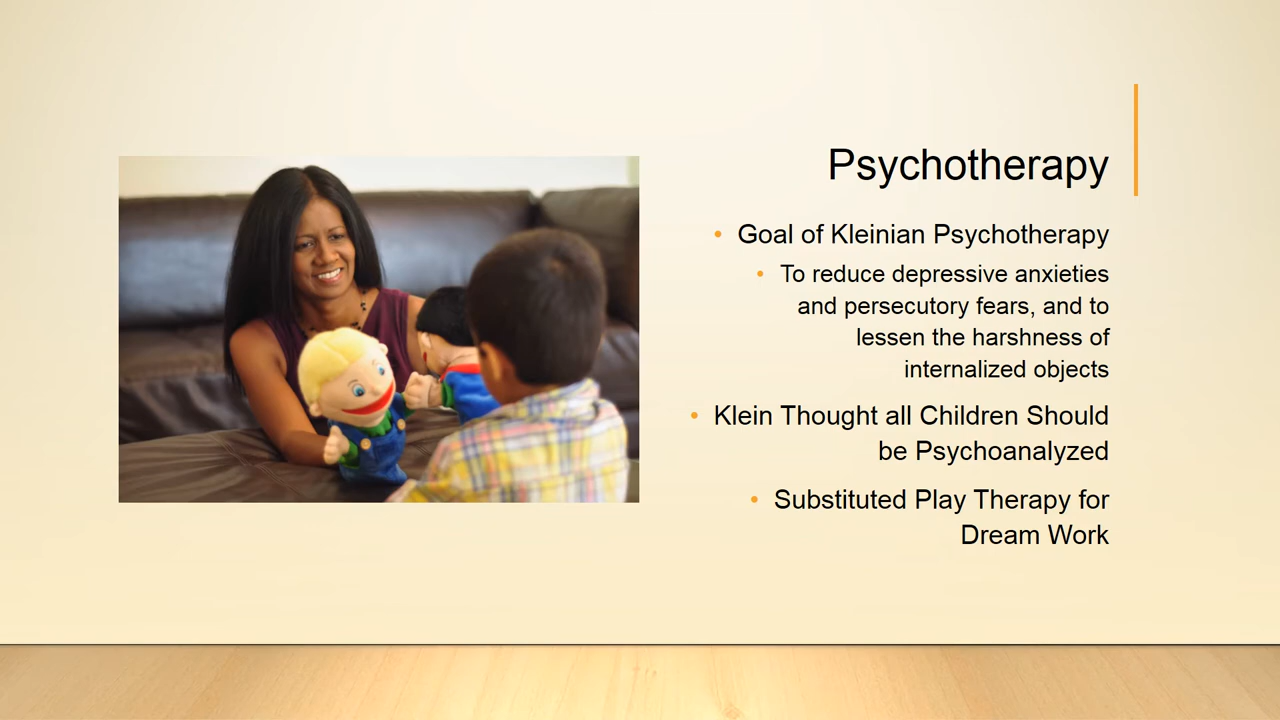 Psychotherapy
• Goal of Kleinian Psychotherapy
• To reduce depressive anxieties
and persecutory fears, and to
lessen the harshness of
internalized objects
• Klein Thought all Children Should
be Psychoanalyzed
• Substituted Play Therapy for
Dream Work